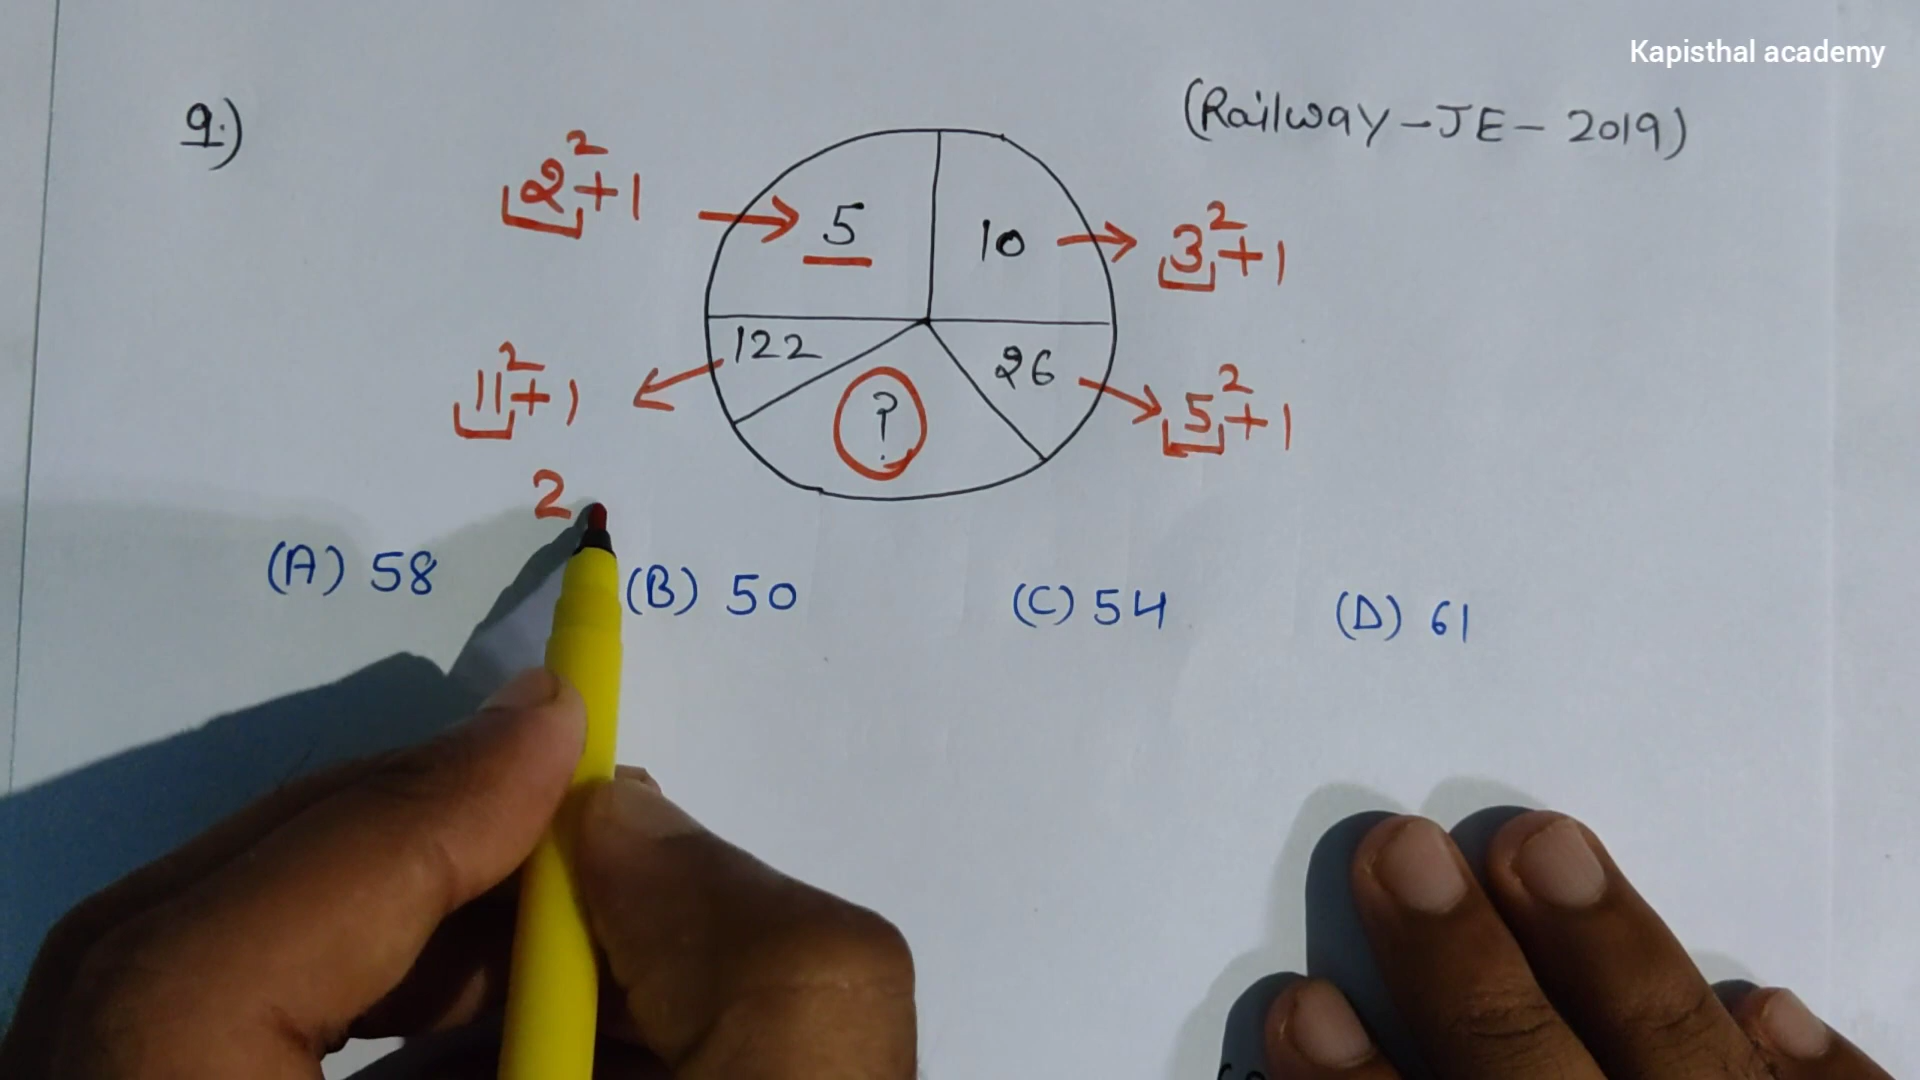 Kapisthal academy
9.)
(Railway-JE-2019)
2²+1 → 5
10 → 3²+1
11²+1 ← 122
26 → 5²+1
?
2
(A) 58 (B) 50 (C) 54 (D) 61